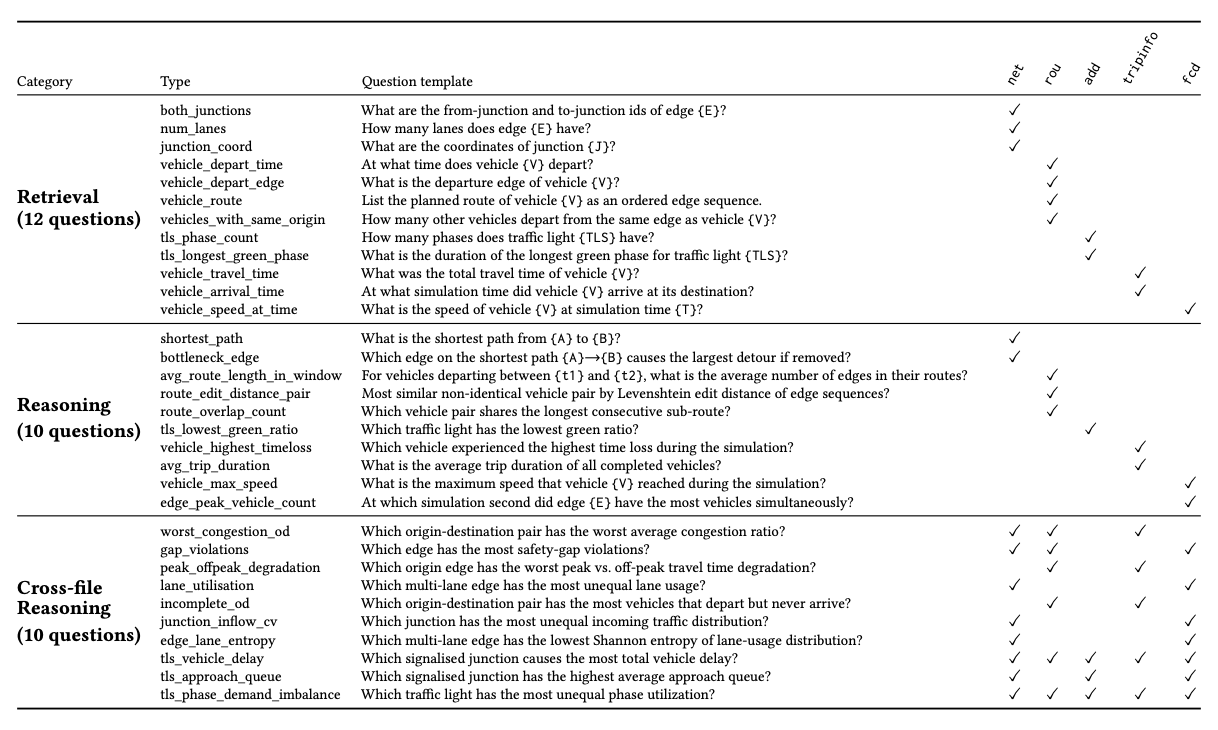 Category Type Question template net rou add tripinfo fcd
both_junctions What are the from-junction and to-junction ids of edge {E}? ✓
num_lanes How many lanes does edge {E} have? ✓
junction_coord What are the coordinates of junction {J}? ✓
vehicle_depart_time At what time does vehicle {V} depart? ✓
vehicle_depart_edge What is the departure edge of vehicle {V}? ✓
Retrieval
vehicle_route List the planned route of vehicle {V} as an ordered edge sequence. ✓
(12 questions)
vehicles_with_same_origin How many other vehicles depart from the same edge as vehicle {V}? ✓
tls_phase_count How many phases does traffic light {TLS} have? ✓
tls_longest_green_phase What is the duration of the longest green phase for traffic light {TLS}? ✓
vehicle_travel_time What was the total travel time of vehicle {V}? ✓
vehicle_arrival_time At what simulation time did vehicle {V} arrive at its destination? ✓
vehicle_speed_at_time What is the speed of vehicle {V} at simulation time {T}? ✓
shortest_path What is the shortest path from {A} to {B}? ✓
bottleneck_edge Which edge on the shortest path {A}→{B} causes the largest detour if removed? ✓
avg_route_length_in_window For vehicles departing between {t1} and {t2}, what is the average number of edges in their routes? ✓
route_edit_distance_pair Most similar non-identical vehicle pair by Levenshtein edit distance of edge sequences? ✓
Reasoning
route_overlap_count Which vehicle pair shares the longest consecutive sub-route? ✓
(10 questions)
tls_lowest_green_ratio Which traffic light has the lowest green ratio? ✓
vehicle_highest_timeloss Which vehicle experienced the highest time loss during the simulation? ✓
avg_trip_duration What is the average trip duration of all completed vehicles? ✓
vehicle_max_speed What is the maximum speed that vehicle {V} reached during the simulation? ✓
edge_peak_vehicle_count At which simulation second did edge {E} have the most vehicles simultaneously? ✓
worst_congestion_od Which origin-destination pair has the worst average congestion ratio? ✓ ✓ ✓
gap_violations Which edge has the most safety-gap violations? ✓ ✓ ✓
peak_offpeak_degradation Which origin edge has the worst peak vs. off-peak travel time degradation? ✓ ✓
Cross-file
lane_utilisation Which multi-lane edge has the most unequal lane usage? ✓ ✓
Reasoning
incomplete_od Which origin-destination pair has the most vehicles that depart but never arrive? ✓ ✓
(10 questions)
junction_inflow_cv Which junction has the most unequal incoming traffic distribution? ✓ ✓
edge_lane_entropy Which multi-lane edge has the lowest Shannon entropy of lane-usage distribution? ✓ ✓
tls_vehicle_delay Which signalised junction causes the most total vehicle delay? ✓ ✓ ✓ ✓ ✓
tls_approach_queue Which signalised junction has the highest average approach queue? ✓ ✓ ✓
tls_phase_demand_imbalance Which traffic light has the most unequal phase utilization? ✓ ✓ ✓ ✓ ✓